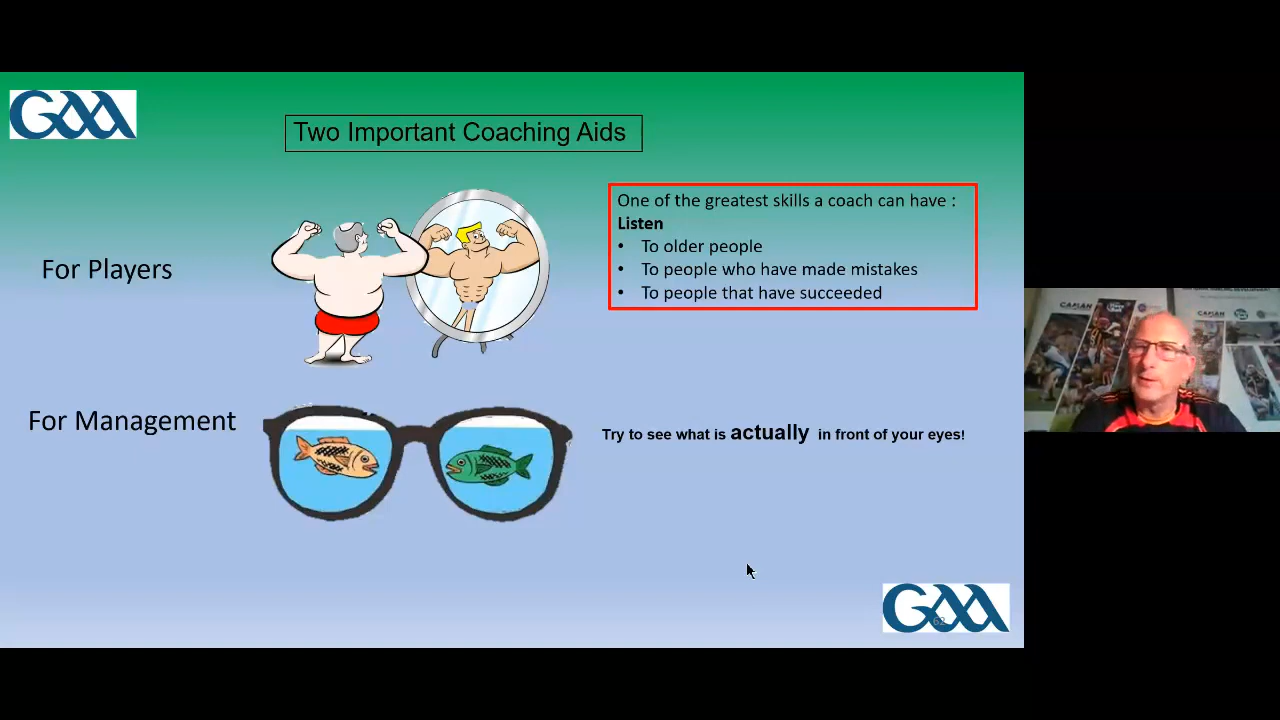 GAA
Two Important Coaching Aids
For Players
One of the greatest skills a coach can have :
Listen
• To older people
• To people who have made mistakes
• To people that have succeeded
For Management
Try to see what is actually in front of your eyes!
GAA
62